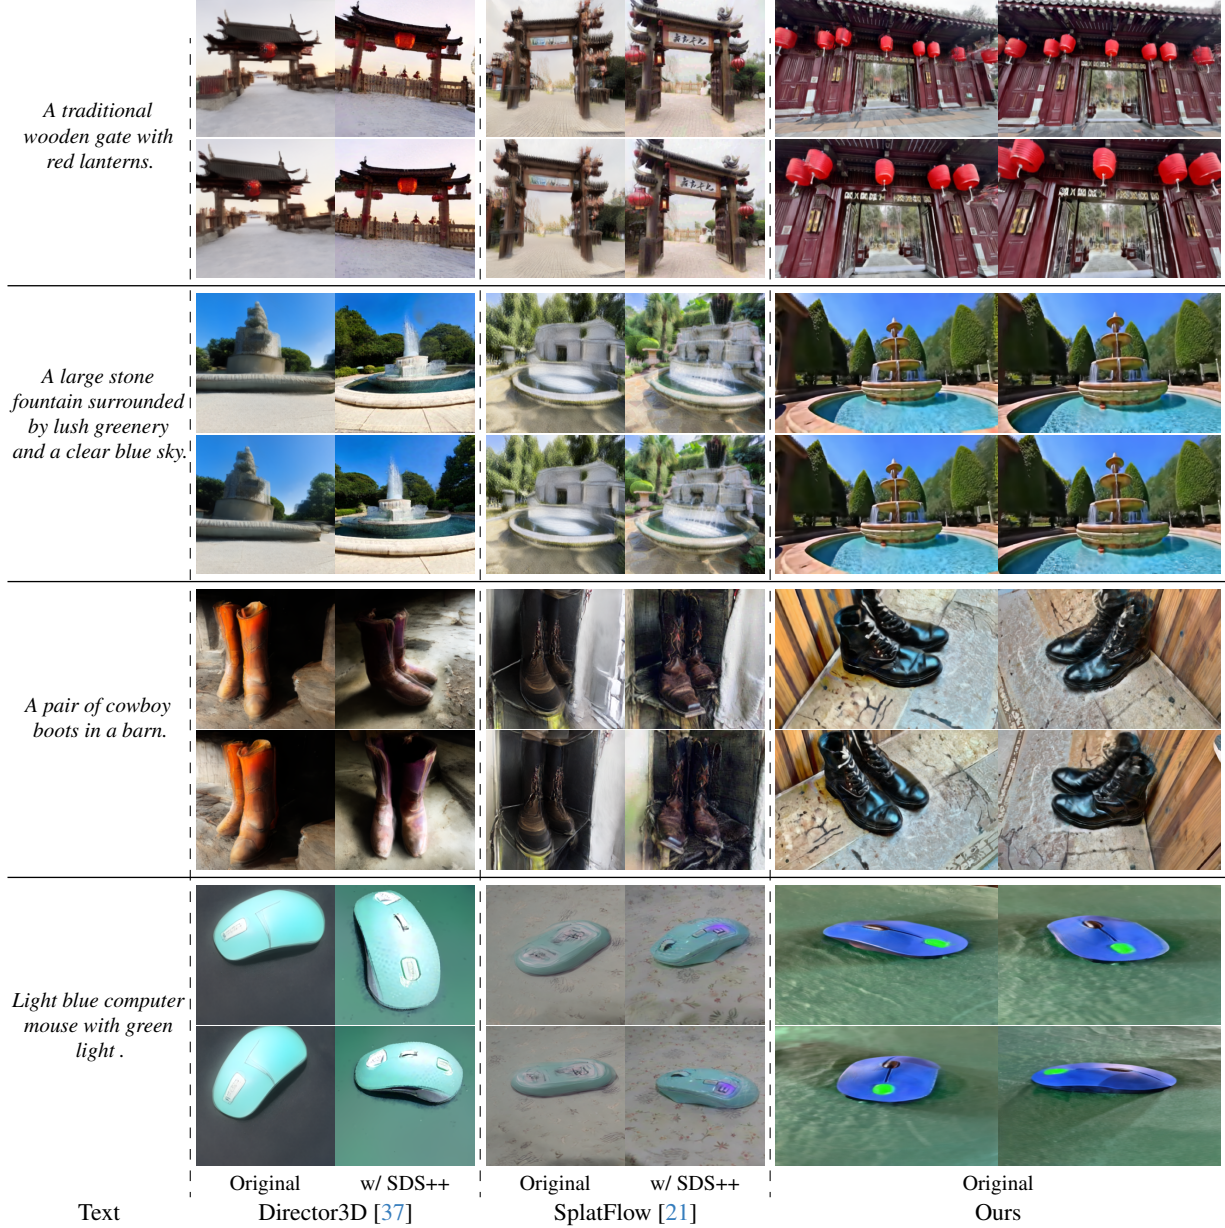 A traditional
wooden gate with
red lanterns.
A large stone
fountain surrounded
by lush greenery
and a clear blue sky.
A pair of cowboy
boots in a barn.
Light blue computer
mouse with green
light .
Original
w/ SDS++
Original
w/ SDS++
Original
Text
Director3D [37]
SplatFlow [21]
Ours